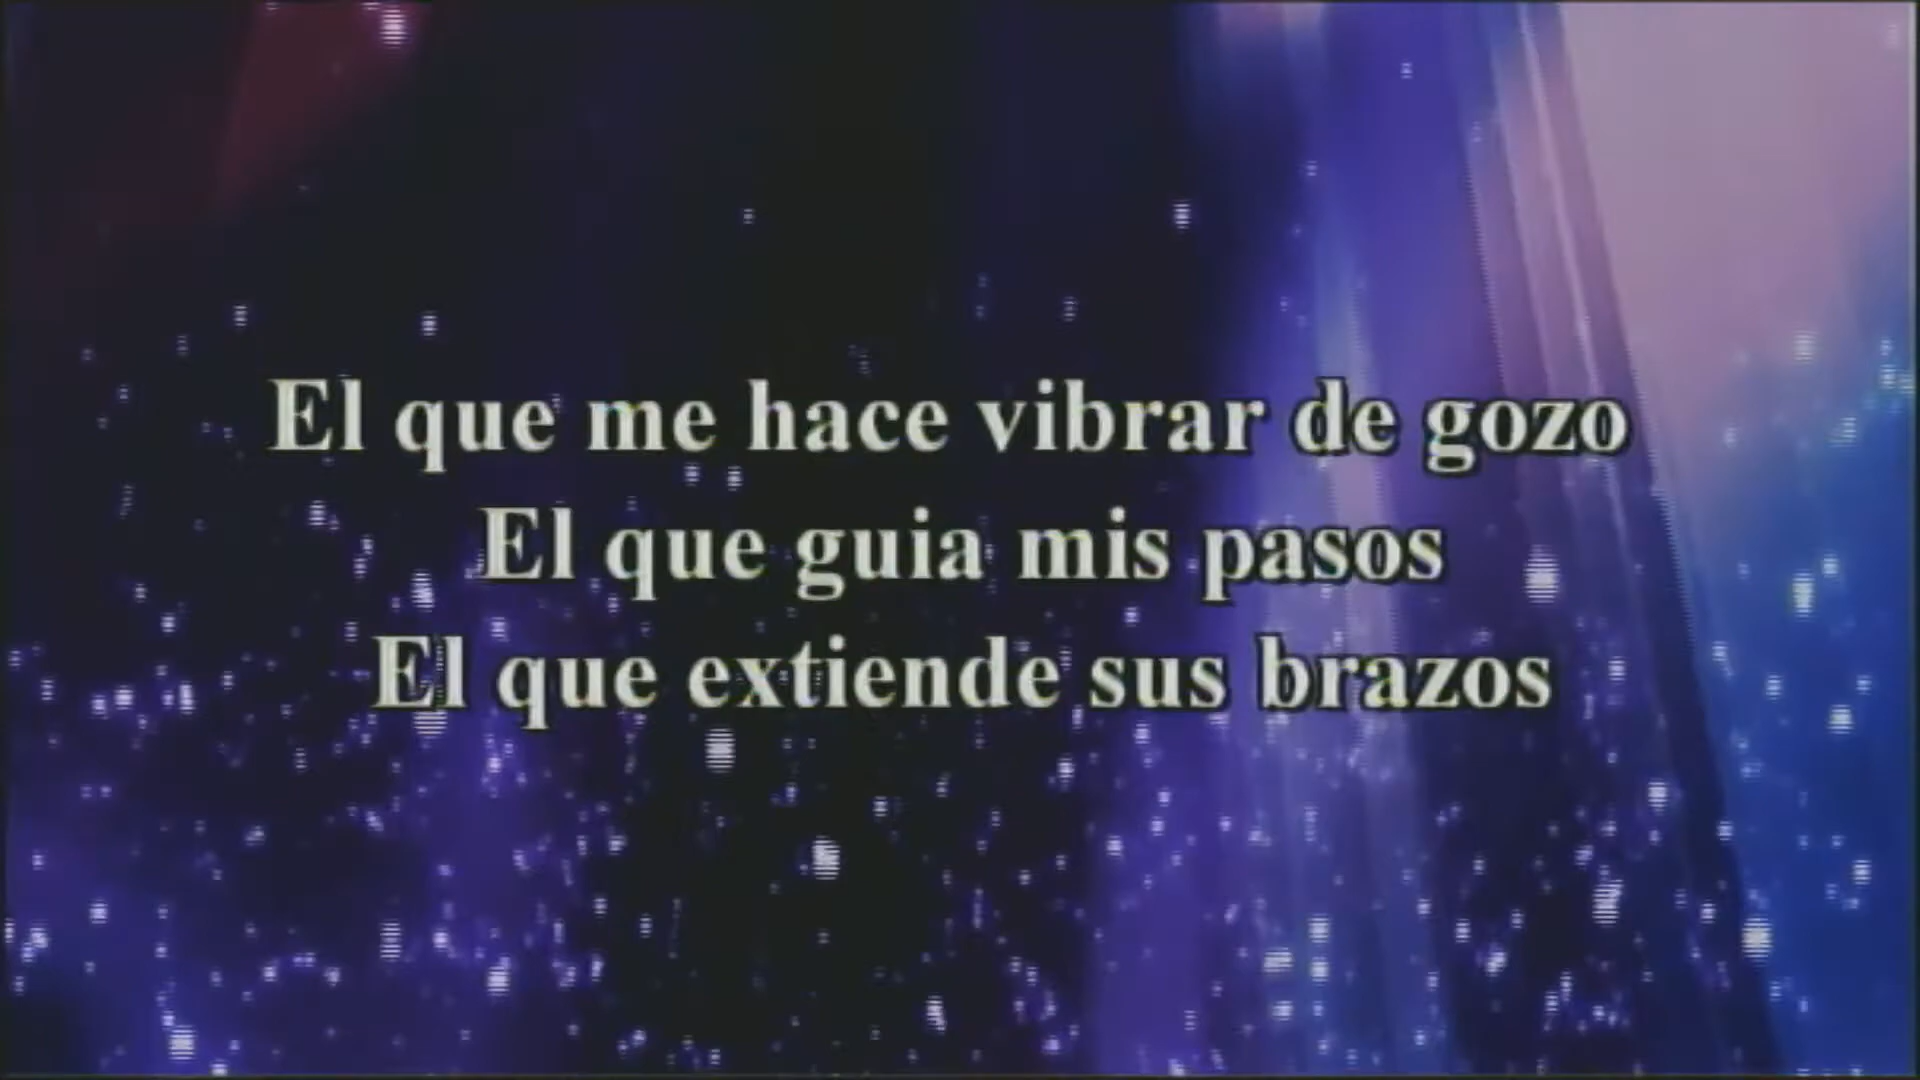 El que me hace vibrar de gozo
El que guia mis pasos
El que extiende sus brazos